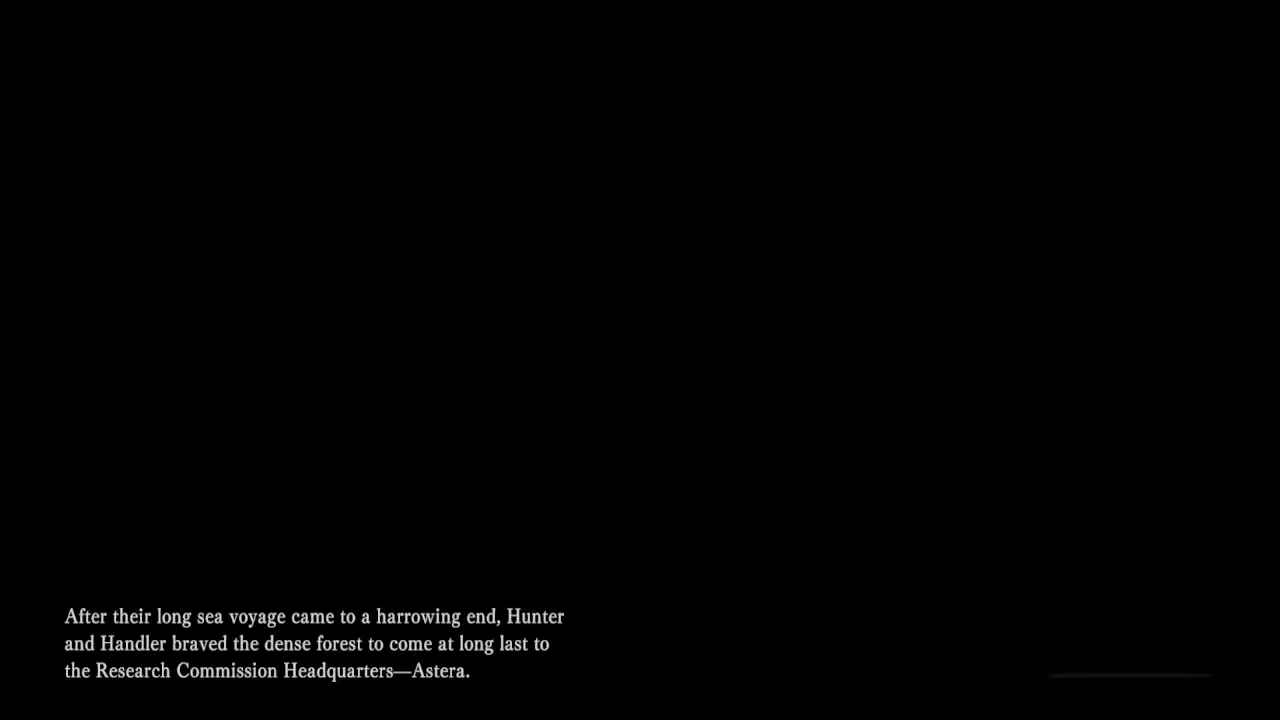 After their long sea voyage came to a harrowing end, Hunter
and Handler braved the dense forest to come at long last to
the Research Commission Headquarters—Astera.